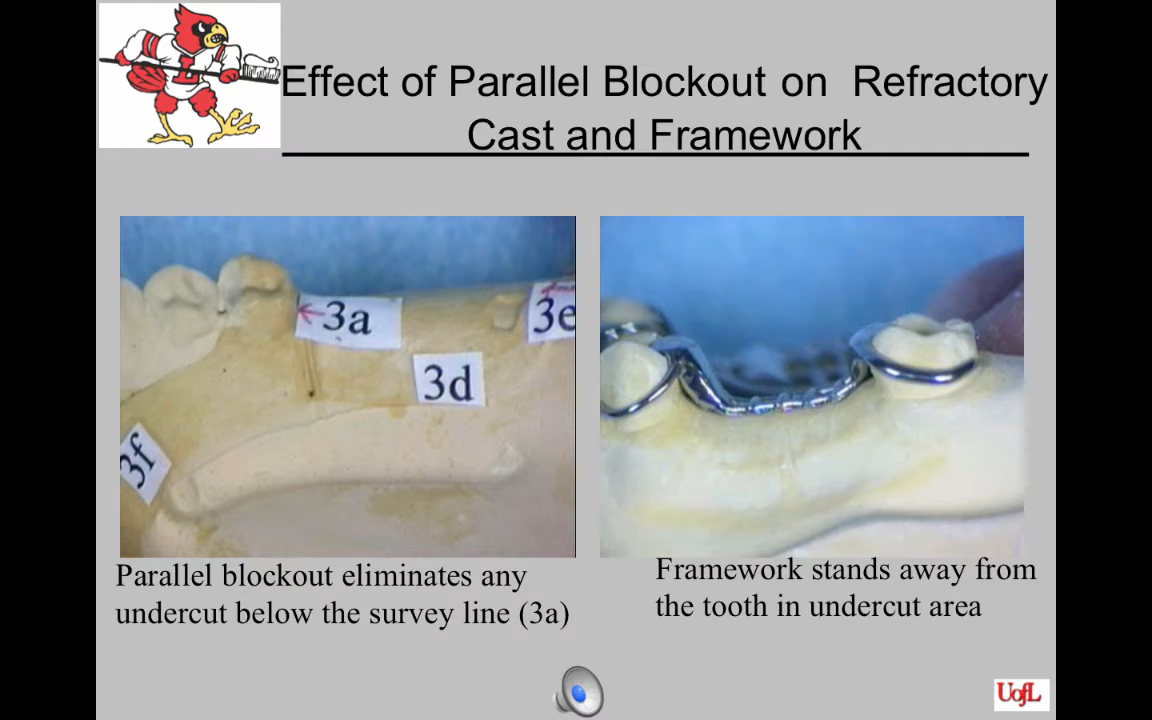 Effect of Parallel Blockout on Refractory
Cast and Framework
3a
3e
3d
3f
Parallel blockout eliminates any
undercut below the survey line (3a)
Framework stands away from
the tooth in undercut area
UofL